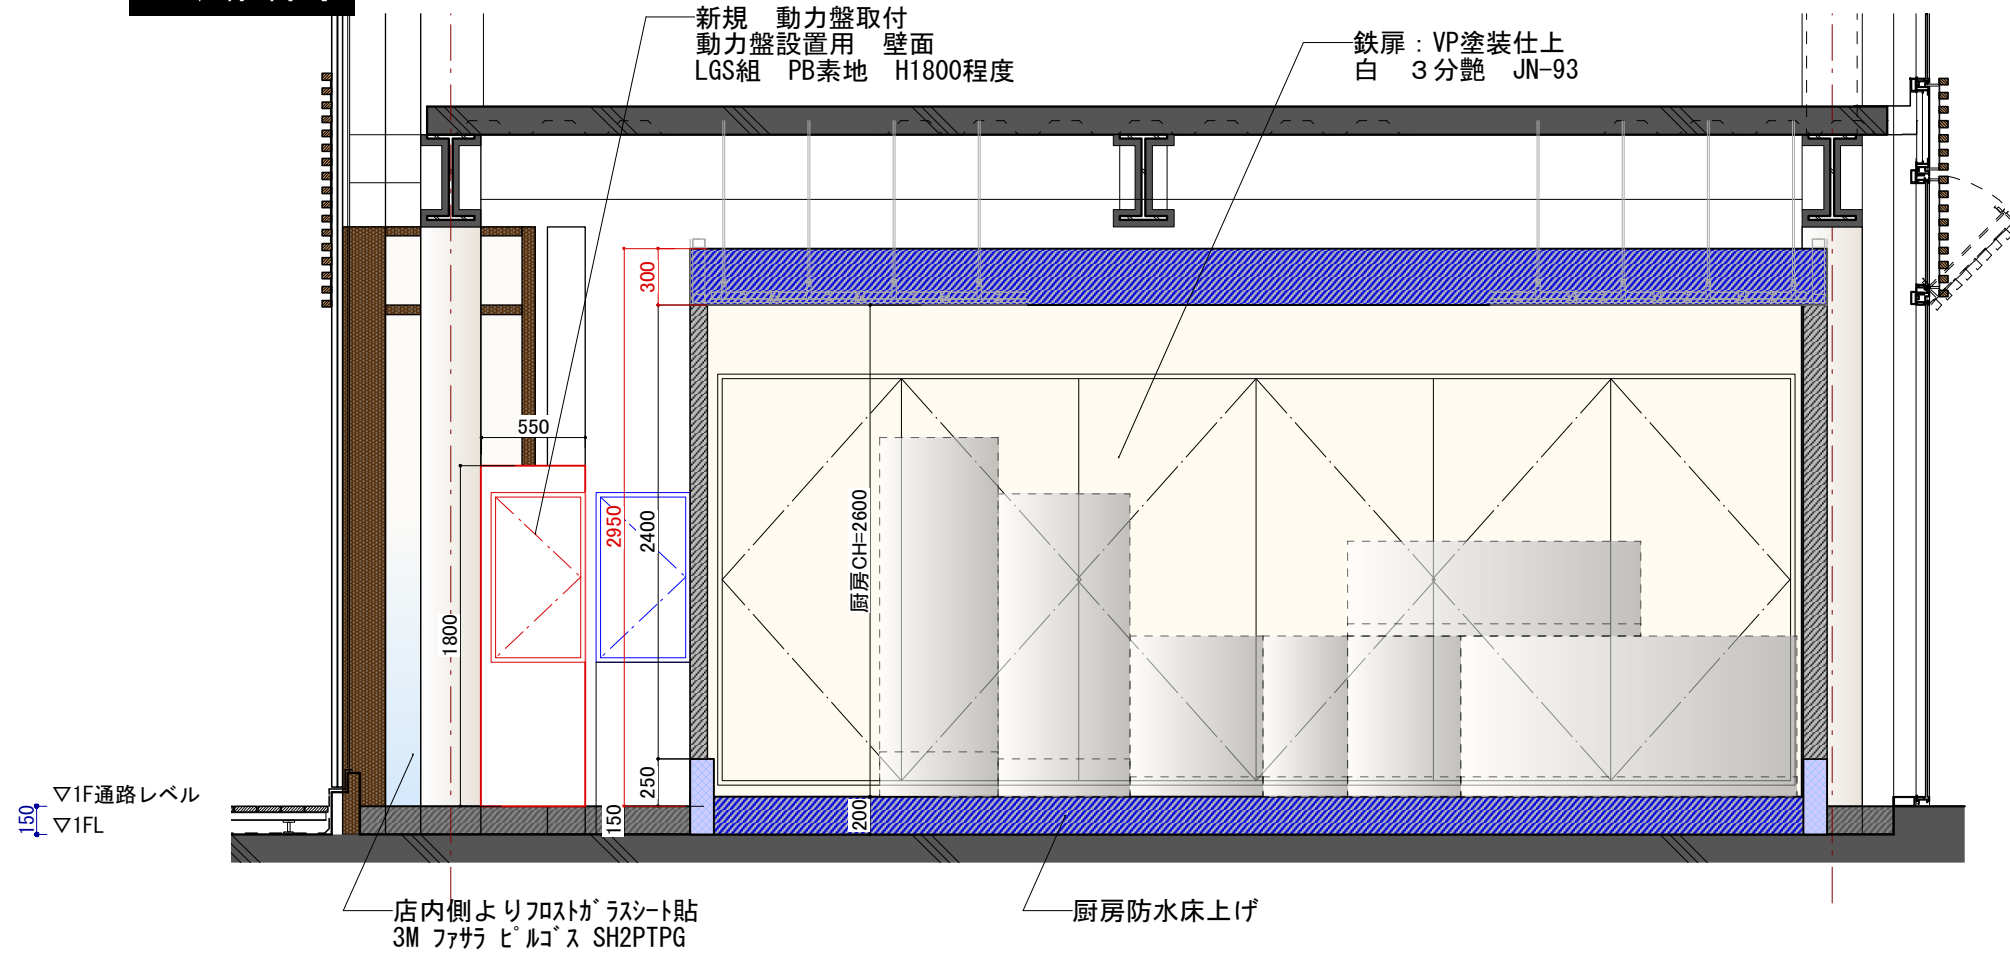 新規　動力盤取付
動力盤設置用　壁面
LGS組　PB素地　H1800程度
鉄扉：VP塗装仕上
白　３分艶　JN-93
300
550
2950
2400
厨房CH=2600
1800
250
150
200
▽1F通路レベル
150
▽1FL
店内側よりﾌﾛｽﾄｶﾞﾗｽｼｰﾄ貼
3M ﾌｧｻﾗ ﾋﾟﾙｺﾞｽ SH2PTPG
厨房防水床上げ